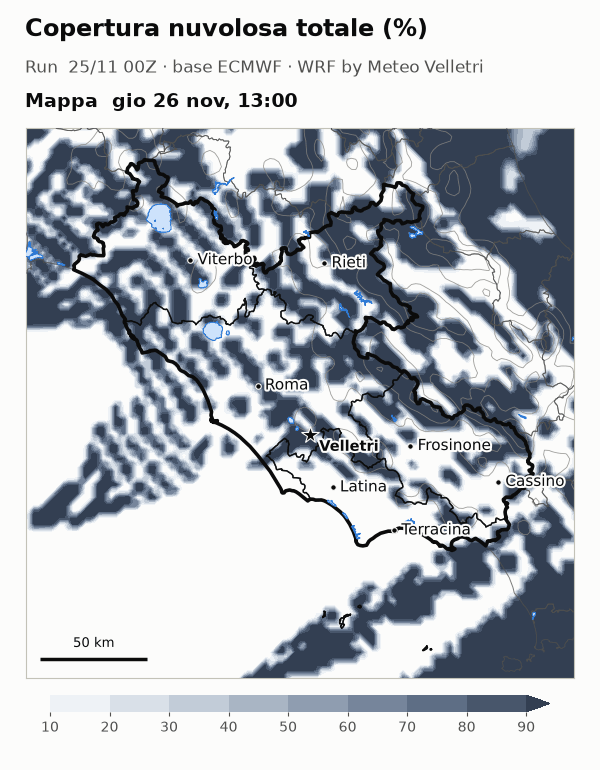 Copertura nuvolosa totale (%)
Run  25/11 00Z · base ECMWF · WRF by Meteo Velletri
Mappa  gio 26 nov, 13:00
Viterbo
Rieti
Roma
Velletri
Frosinone
Cassino
Latina
Terracina
50 km
10 20 30 40 50 60 70 80 90